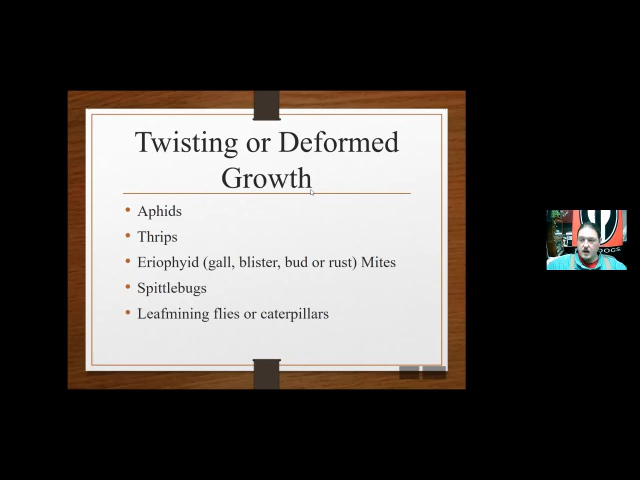 Twisting or Deformed
Growth
• Aphids
• Thrips
• Eriophyid (gall, blister, bud or rust) Mites
• Spittlebugs
• Leafmining flies or caterpillars